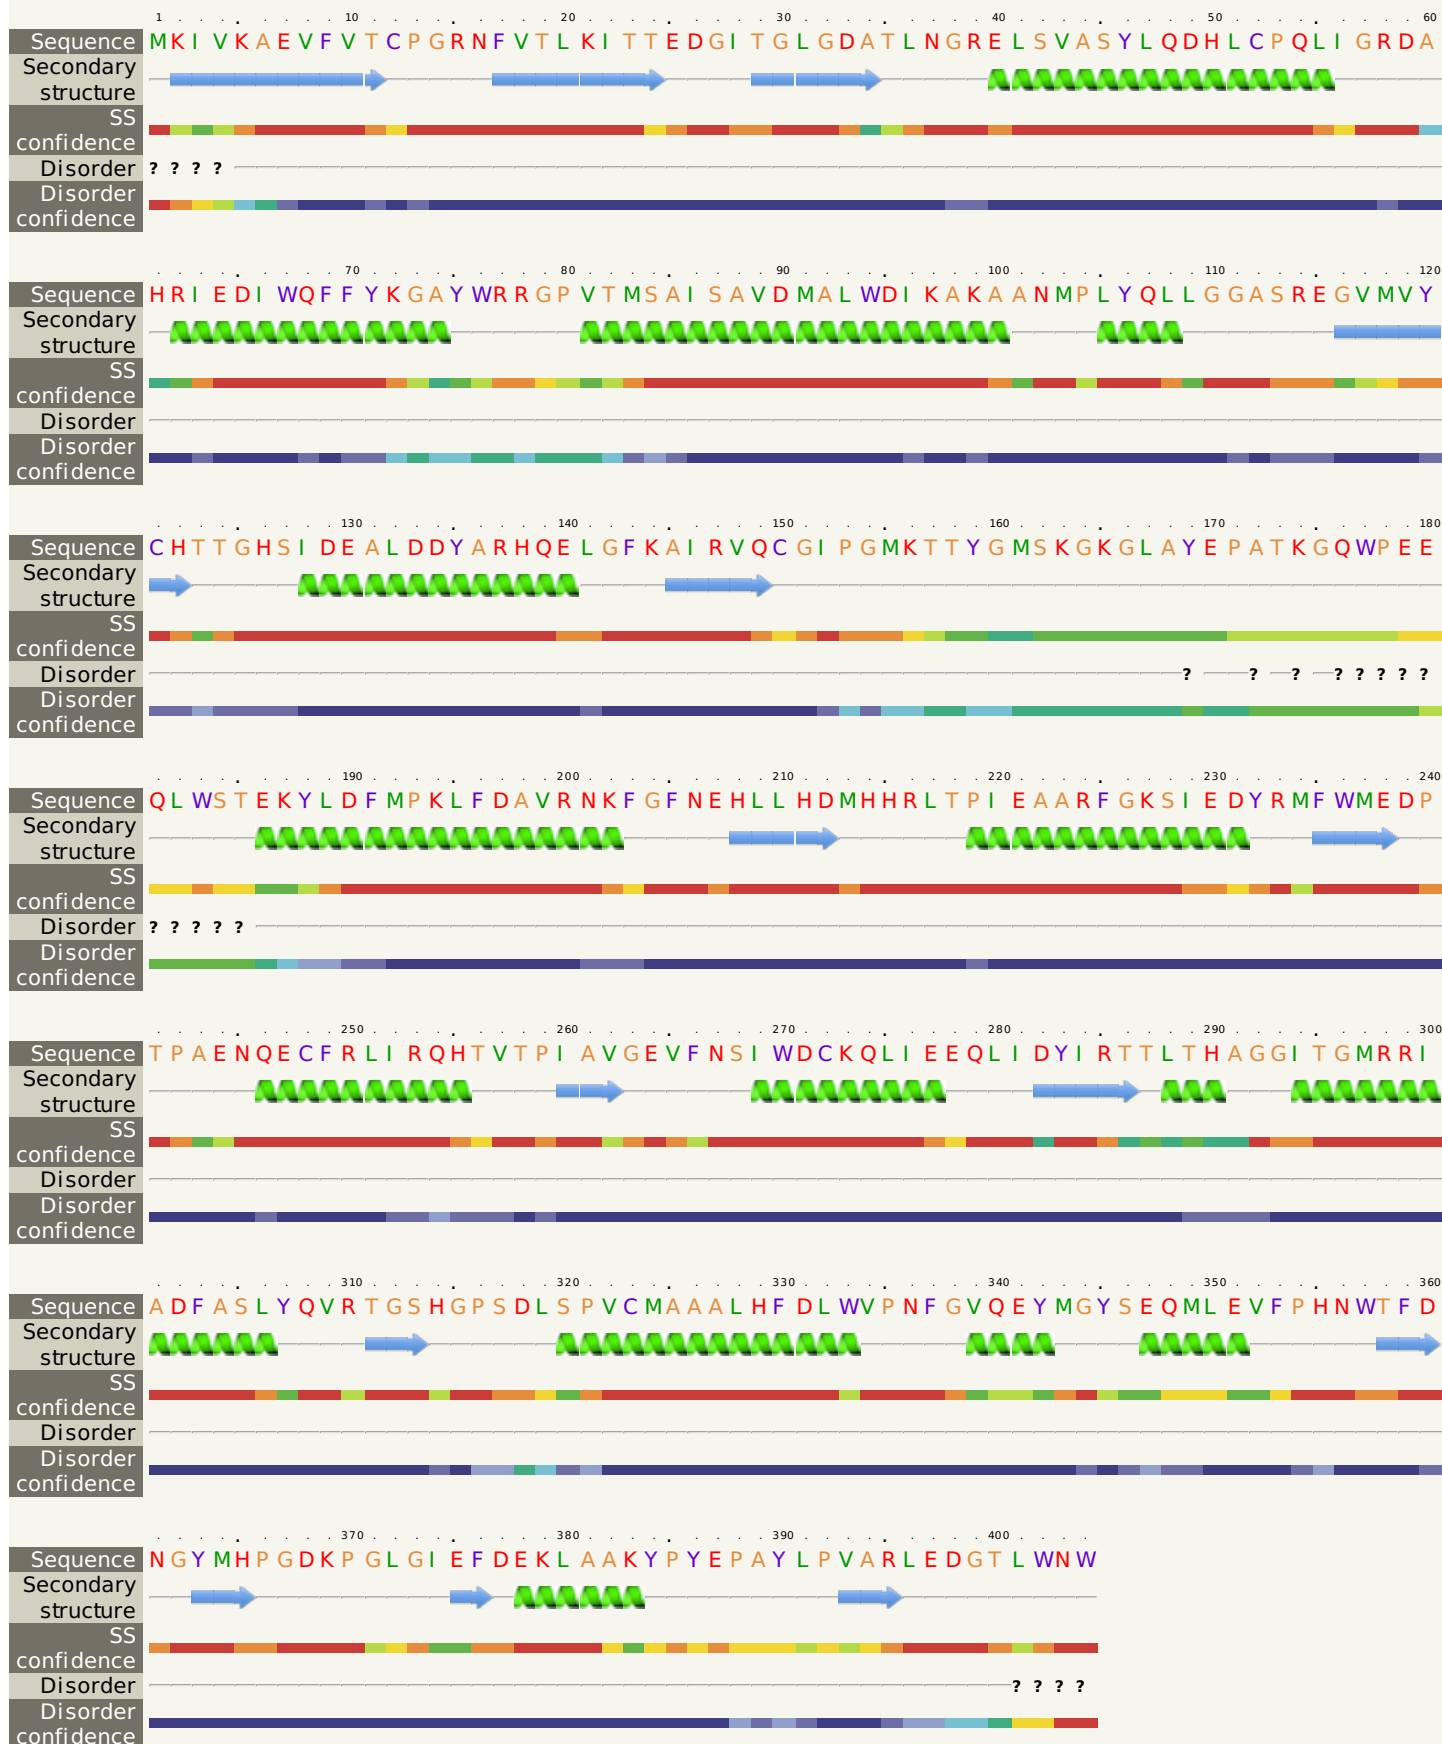 1 . . . . . . . . 10 . . . . . . . . . 20 . . . . . . . . . 30 . . . . . . . . . 40 . . . . . . . . . 50 . . . . . . . . . 60
Sequence MKIVKAEVFVTCPGRNFVTLKITTEDGITGLGDATLNGRELSVASYLQDHLCPQLIGRDA
Secondary
structure
SS
confidence
Disorder ? ? ? ?
Disorder
confidence
. . . . . . . . . 70 . . . . . . . . . 80 . . . . . . . . . 90 . . . . . . . . . 100 . . . . . . . . . 110 . . . . . . . . . 120
Sequence HRIEDIWQFFYKGAYWRRGPVTMSAISAVDMALWDIKAKAANMPLYQLLGGASREGVMVY
Secondary
structure
SS
confidence
Disorder
Disorder
confidence
. . . . . . . . . 130 . . . . . . . . . 140 . . . . . . . . . 150 . . . . . . . . . 160 . . . . . . . . . 170 . . . . . . . . . 180
Sequence CHTTGHSIDEALDDYARHQELGFKAIRVQCGIPGMKTTYGMSKGKGLAYEPATKGQWPEE
Secondary
structure
SS
confidence
Disorder ? ? ? ? ? ? ? ?
Disorder
confidence
. . . . . . . . . 190 . . . . . . . . . 200 . . . . . . . . . 210 . . . . . . . . . 220 . . . . . . . . . 230 . . . . . . . . . 240
Sequence QLWSTEKYLDFMPKLFDAVRNKFGFNEHLLHDMHHRLTPIEAARFGKSIEDYRMFWMEDP
Secondary
structure
SS
confidence
Disorder ? ? ? ? ?
Disorder
confidence
. . . . . . . . . 250 . . . . . . . . . 260 . . . . . . . . . 270 . . . . . . . . . 280 . . . . . . . . . 290 . . . . . . . . . 300
Sequence TPAENQECFRLIRQHTVTPIAVGEVFNSIWDCKQLIEEQLIDYIRTTLTHAGGITGMRRI
Secondary
structure
SS
confidence
Disorder
Disorder
confidence
. . . . . . . . . 310 . . . . . . . . . 320 . . . . . . . . . 330 . . . . . . . . . 340 . . . . . . . . . 350 . . . . . . . . . 360
Sequence ADFASLYQVRTGSHGPSDLSPVCMAAALHFDLWVPNFGVQEYMGYSEQMLEVFPHNWTFD
Secondary
structure
SS
confidence
Disorder
Disorder
confidence
. . . . . . . . . 370 . . . . . . . . . 380 . . . . . . . . . 390 . . . . . . . . . 400 . . . .
Sequence NGYMHPGDKPGLGIEFDEKLAAKYPYEPAYLPVARLEDGTLWNW
Secondary
structure
SS
confidence
Disorder ? ? ? ?
Disorder
confidence